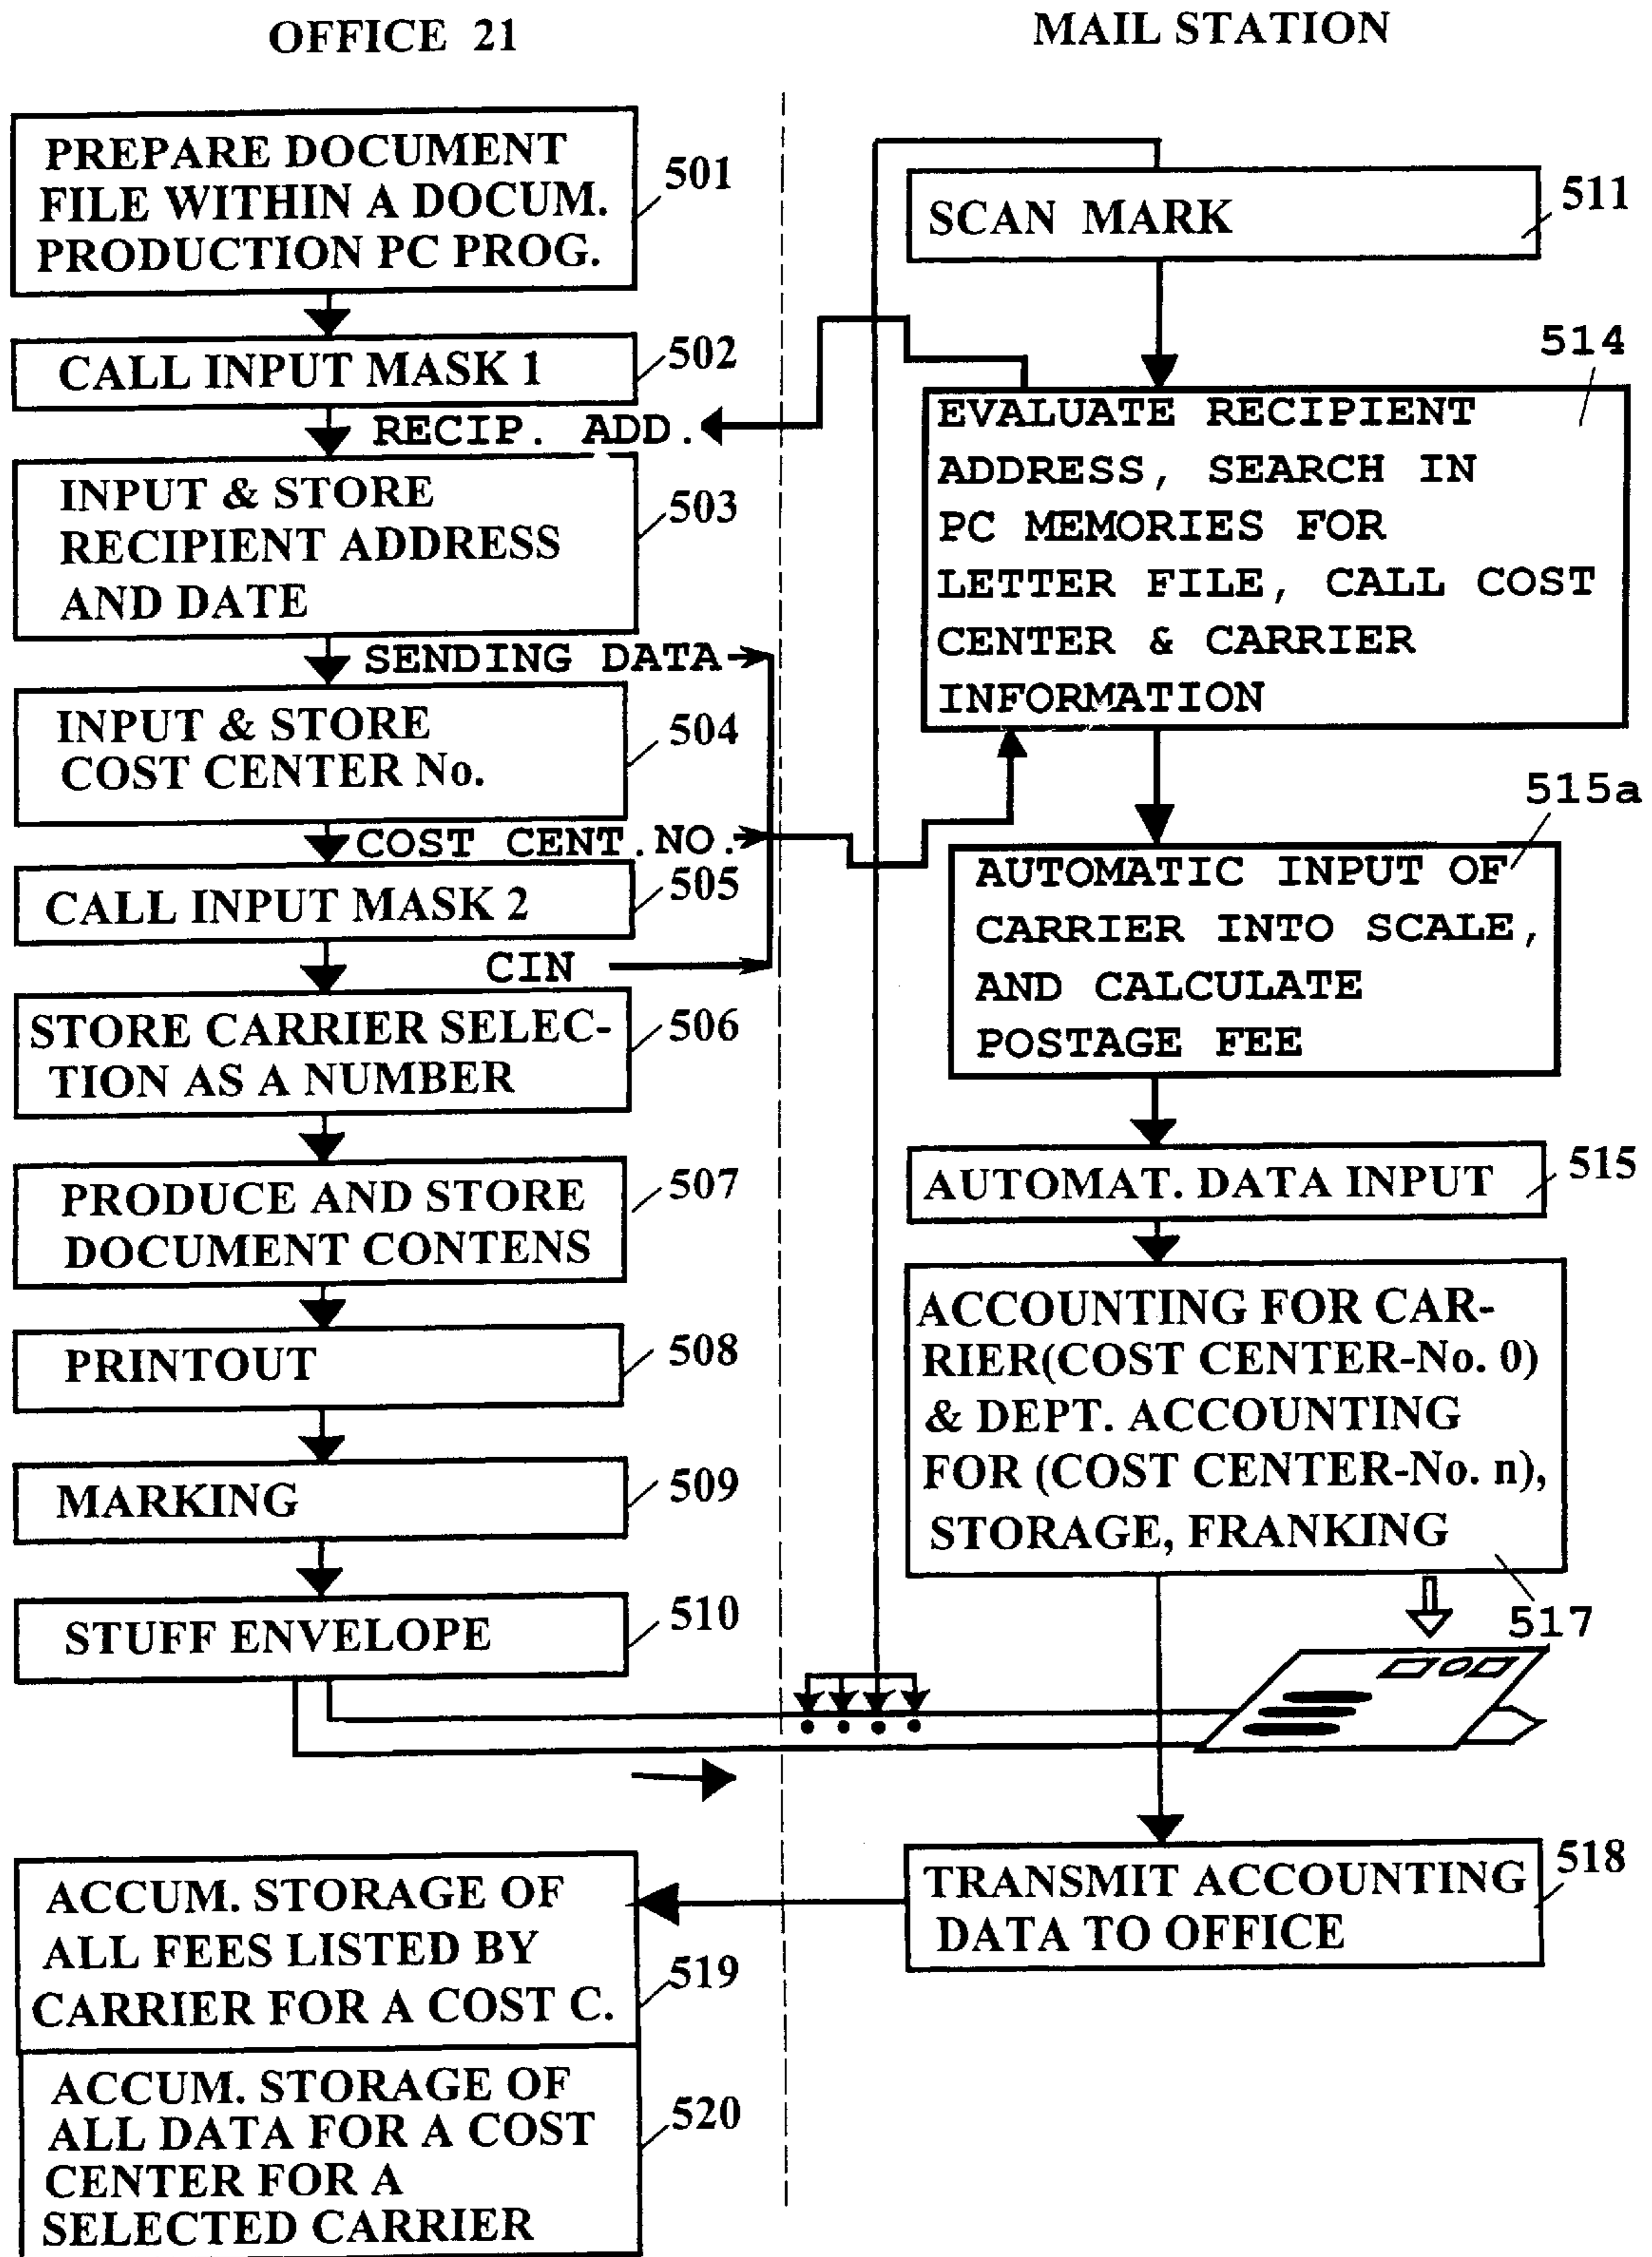 OFFICE 21
PREPARE DOCUMENT
FILE WITHIN A DOCUM.
PRODUCTION PC PROG.
501
CALL INPUT MASK 1
502
RECIP. ADD.
INPUT & STORE
RECIPIENT ADDRESS
AND DATE
503
SENDING DATA
INPUT & STORE
COST CENTER No.
504
COST CENT.NO.
CALL INPUT MASK 2
505
CIN
STORE CARRIER SELEC-
TION AS A NUMBER
506
PRODUCE AND STORE
DOCUMENT CONTENS
507
PRINTOUT
508
MARKING
509
STUFF ENVELOPE
510
MAIL STATION
SCAN MARK
511
514
EVALUATE RECIPIENT
ADDRESS, SEARCH IN
PC MEMORIES FOR
LETTER FILE, CALL COST
CENTER & CARRIER
INFORMATION
515a
AUTOMATIC INPUT OF
CARRIER INTO SCALE,
AND CALCULATE
POSTAGE FEE
AUTOMAT. DATA INPUT
515
ACCOUNTING FOR CAR-
RIER(COST CENTER-No. 0)
& DEPT. ACCOUNTING
FOR (COST CENTER-No. n),
STORAGE, FRANKING
517
TRANSMIT ACCOUNTING
DATA TO OFFICE
518
ACCUM. STORAGE OF
ALL FEES LISTED BY
CARRIER FOR A COST C.
519
ACCUM. STORAGE OF
ALL DATA FOR A COST
CENTER FOR A
SELECTED CARRIER
520